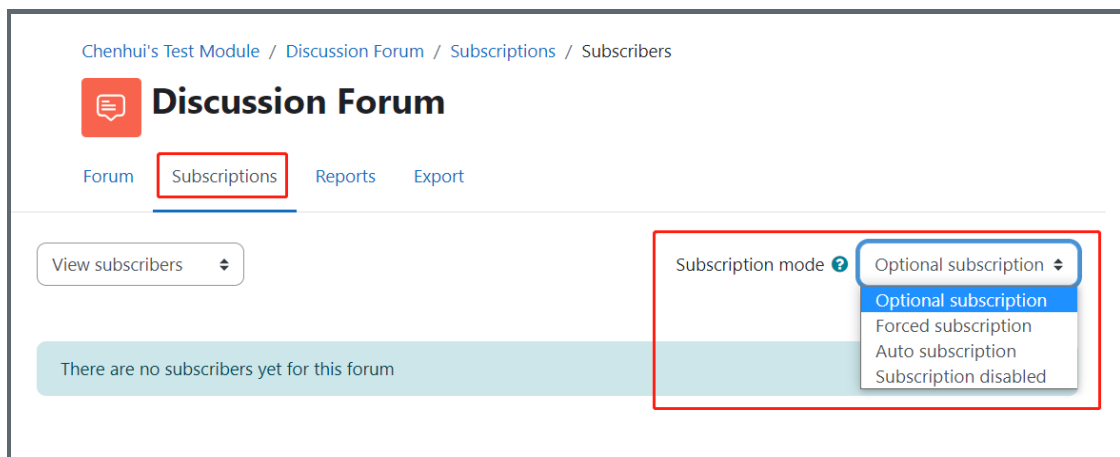 Chenhui's Test Module / Discussion Forum / Subscriptions / Subscribers
Discussion Forum
Forum Subscriptions Reports Export
View subscribers Subscription mode ? Optional subscription
Optional subscription
Forced subscription
Auto subscription
There are no subscribers yet for this forum
Subscription disabled